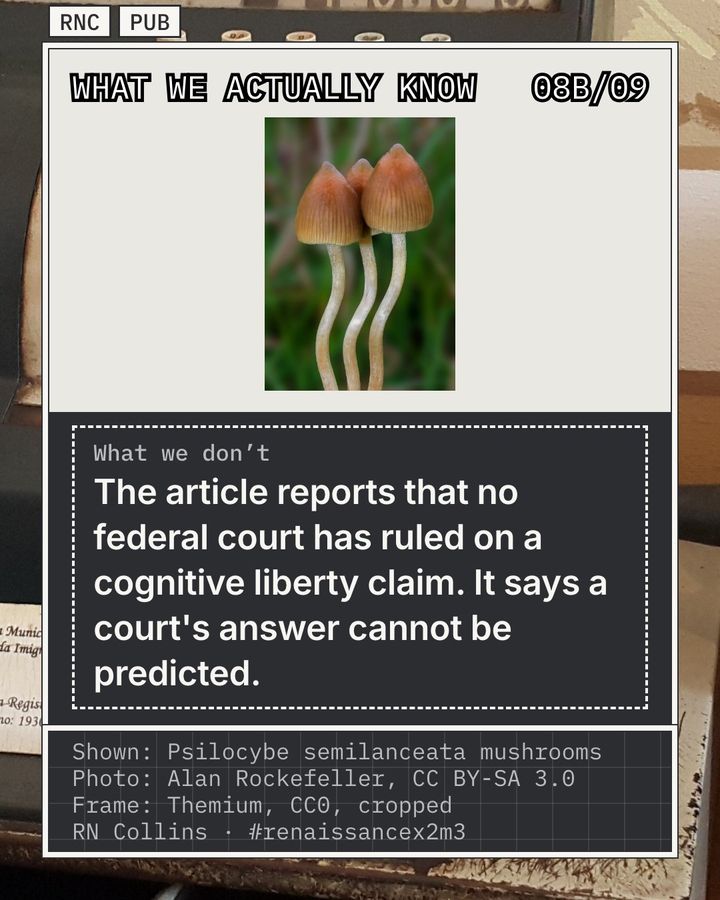 RNC PUB
WHAT WE ACTUALLY KNOW 08B/09
What we don’t
The article reports that no
federal court has ruled on a
cognitive liberty claim. It says a
court's answer cannot be
predicted.
Shown: Psilocybe semilanceata mushrooms
Photo: Alan Rockefeller, CC BY-SA 3.0
Frame: Themium, CC0, cropped
RN Collins · #renaissancex2m3